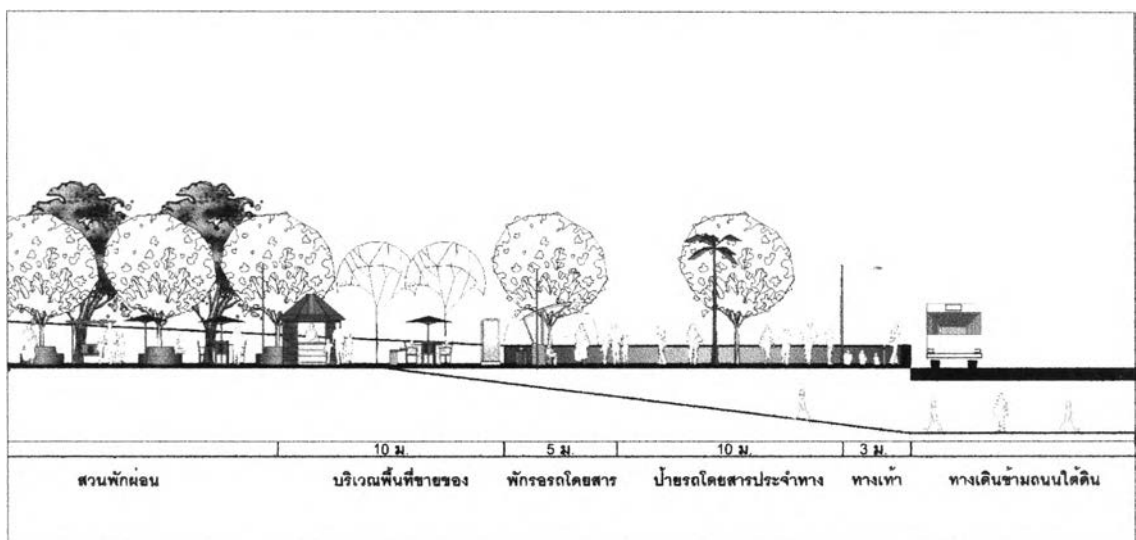 10 ม. 5 ม. 10 ม. 3 ม.
สวนพักผ่อน บริเวณพื้นที่ขายของ พักรอรถโดยสาร ป้ายรถโดยสารประจำทาง ทางเท้า ทางเดินข้ามถนนใต้ดิน